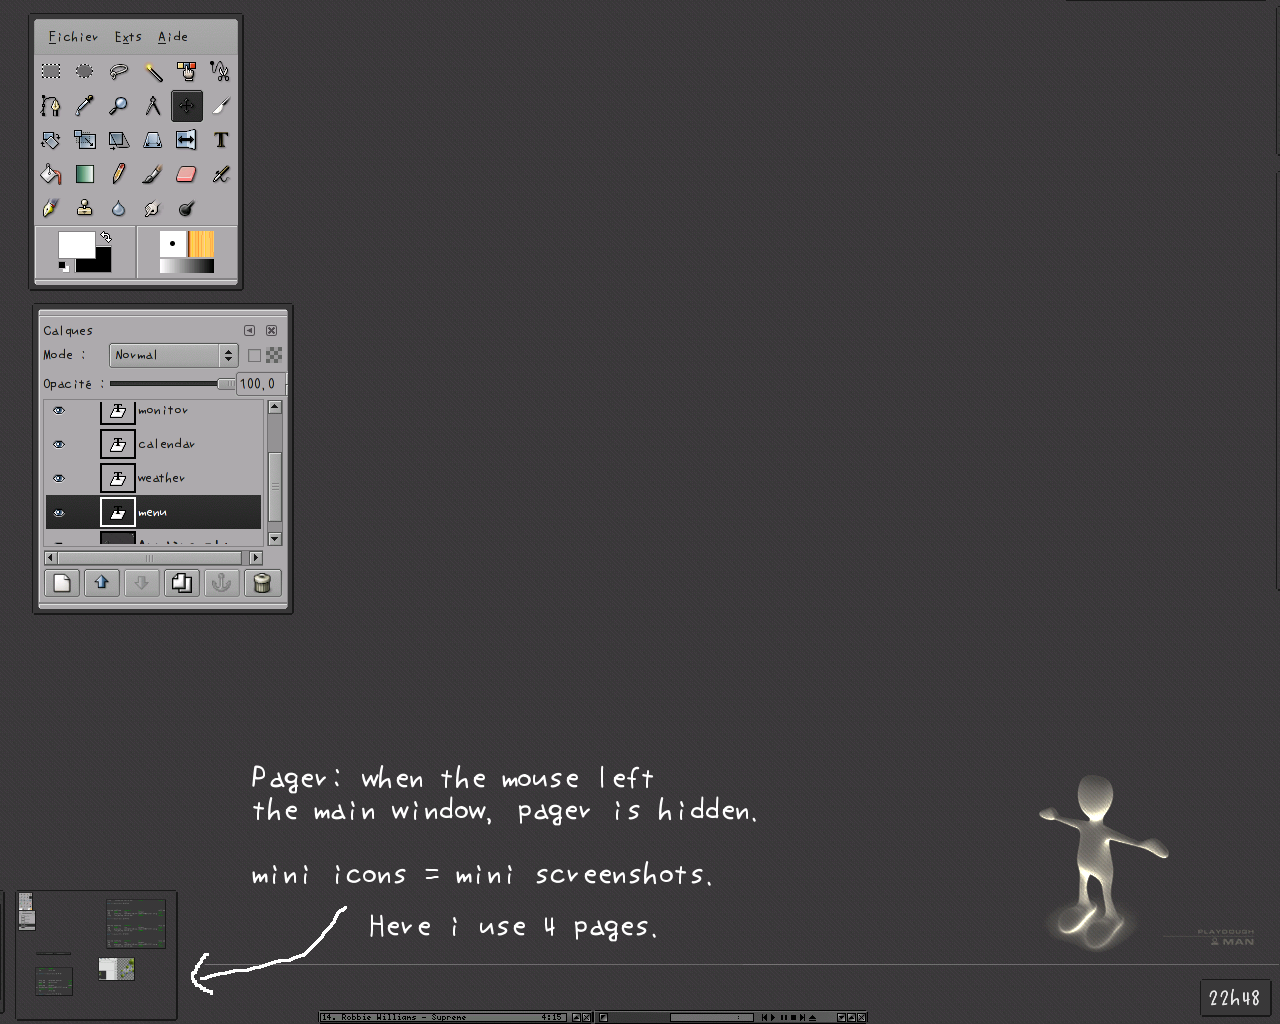 Fichier Exts Aide
T
Calques
Mode : Normal
Opacité : 100,0
monitor
calendar
weather
menu
Pager: when the mouse left
the main window, pager is hidden.
mini icons = mini screenshots.
Here i use 4 pages.
PLAYDOUGH
MAN
22h48
14. Robbie Williams - Supreme 4:15